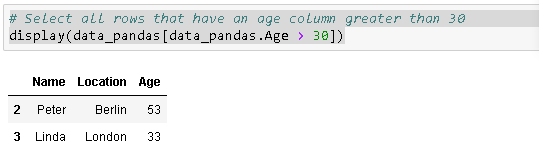 # Select all rows that have an age column greater than 30
display(data_pandas[data_pandas.Age > 30])
Name Location Age
2 Peter Berlin 53
3 Linda London 33